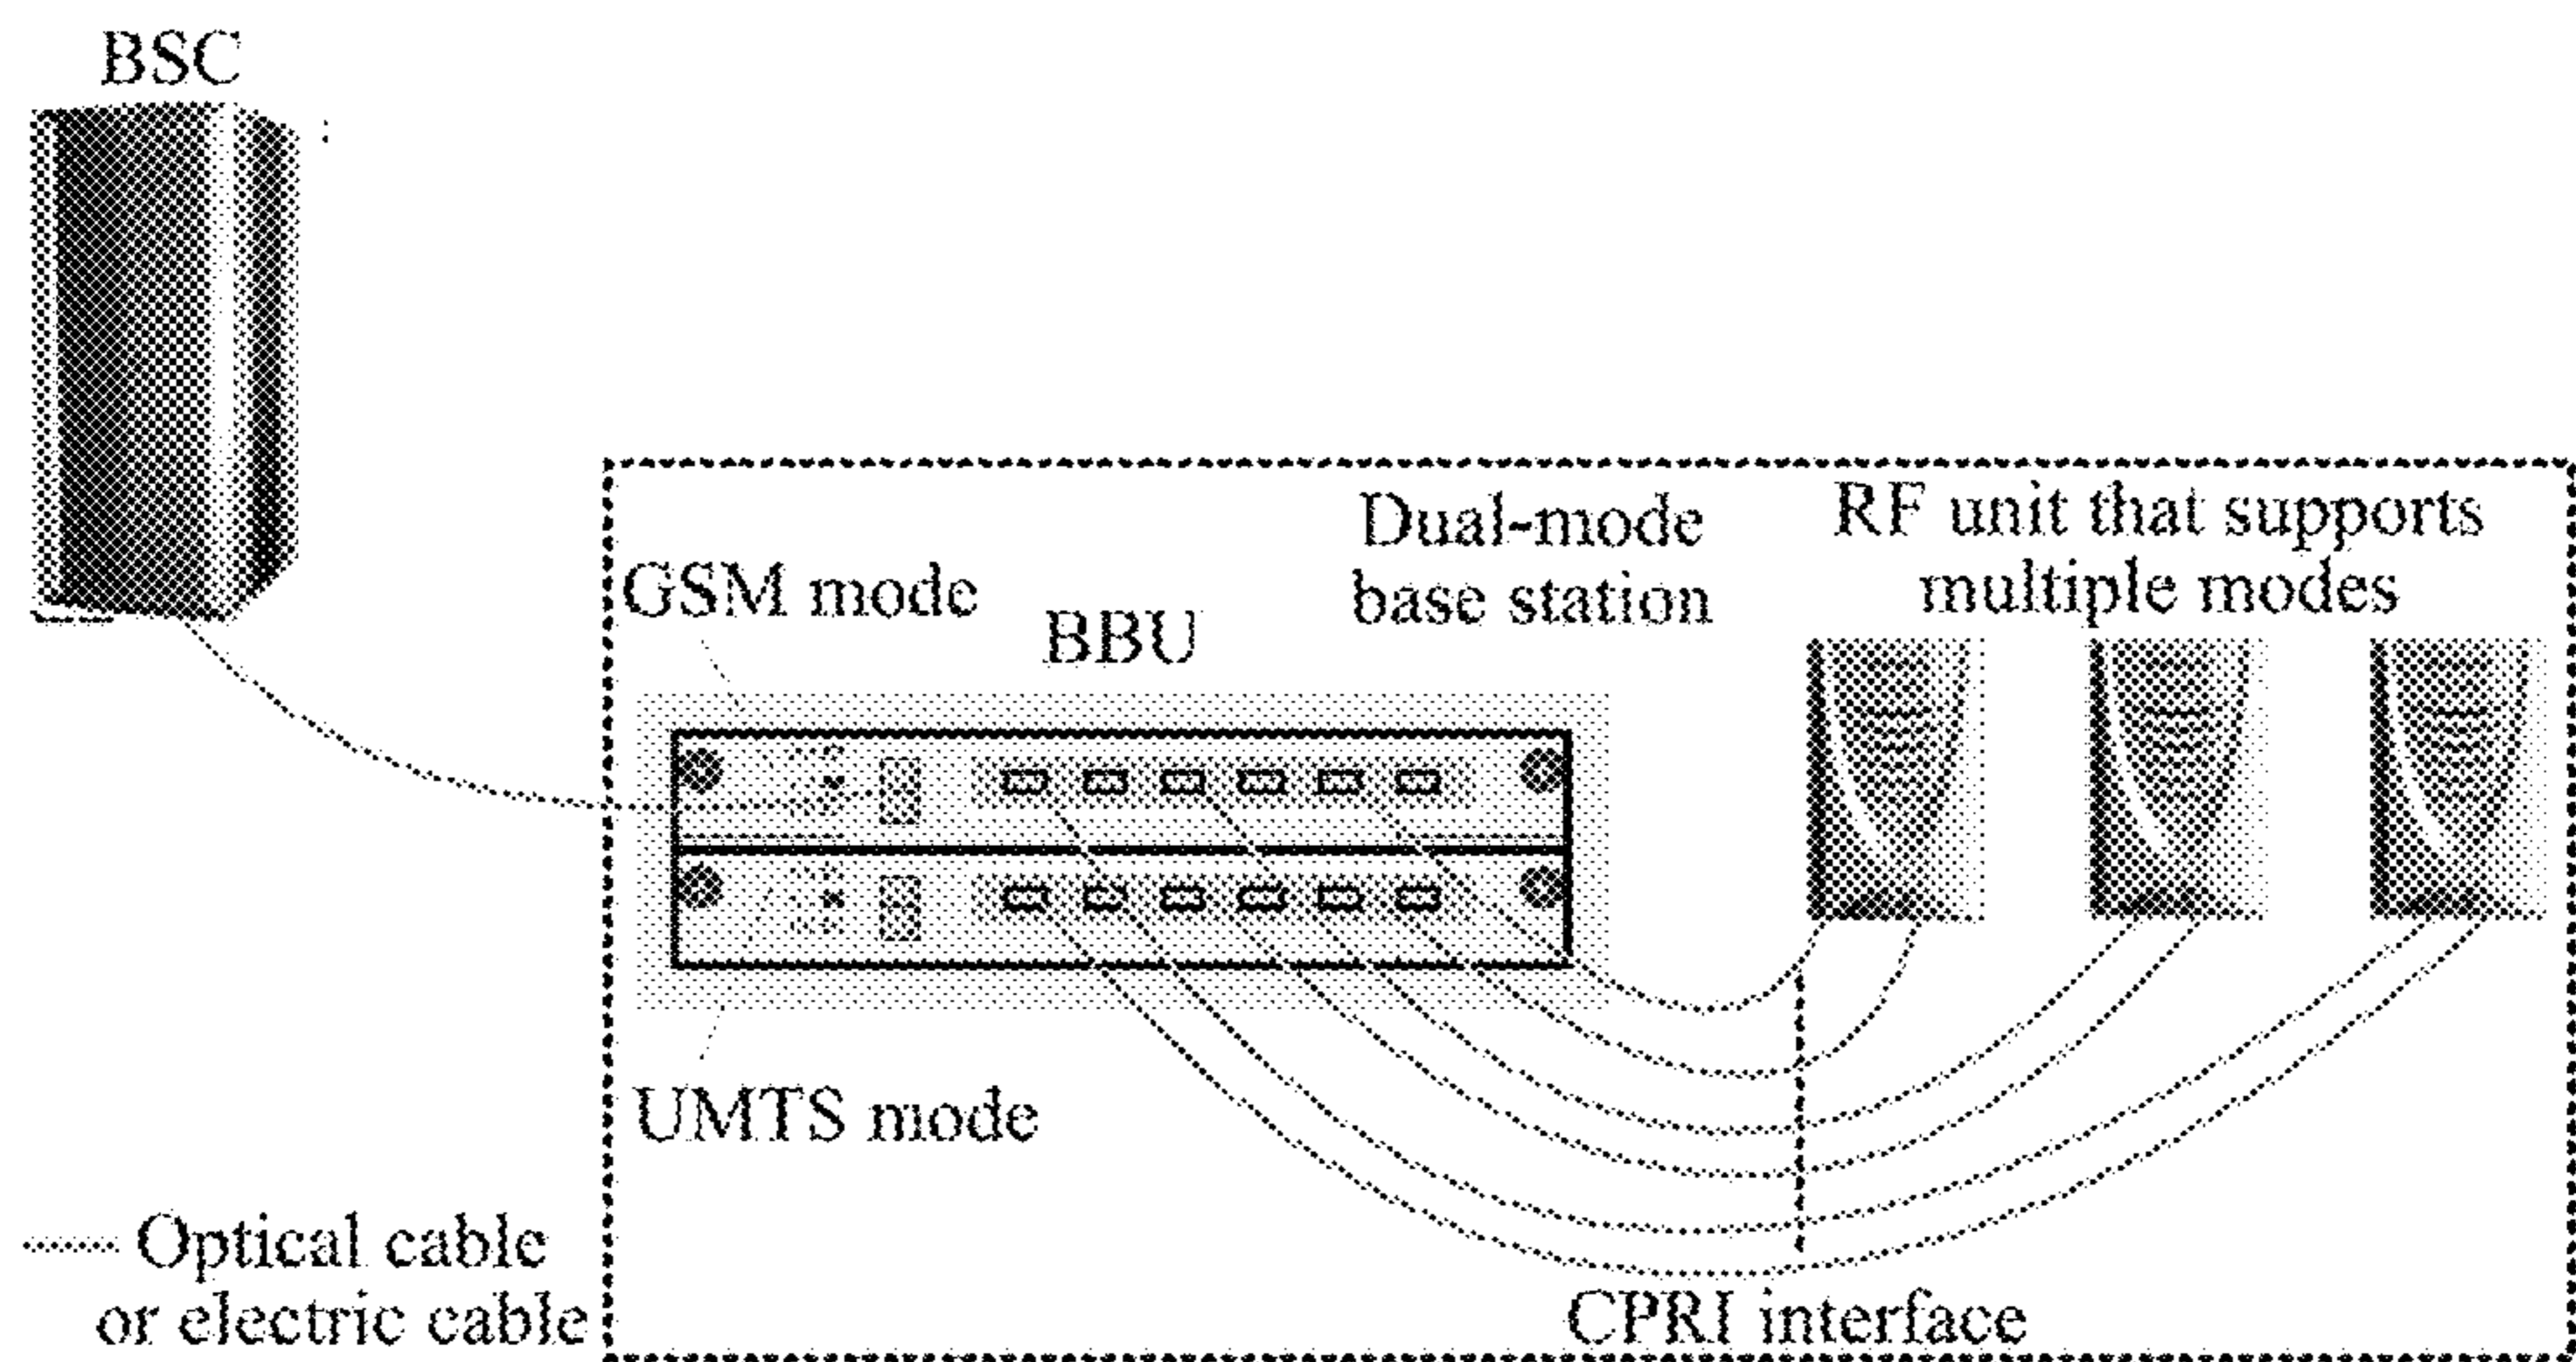 BSC
Dual-mode
base station
RF unit that supports
multiple modes
GSM mode
BBU
UMTS mode
Optical cable
or electric cable
CPRI interface